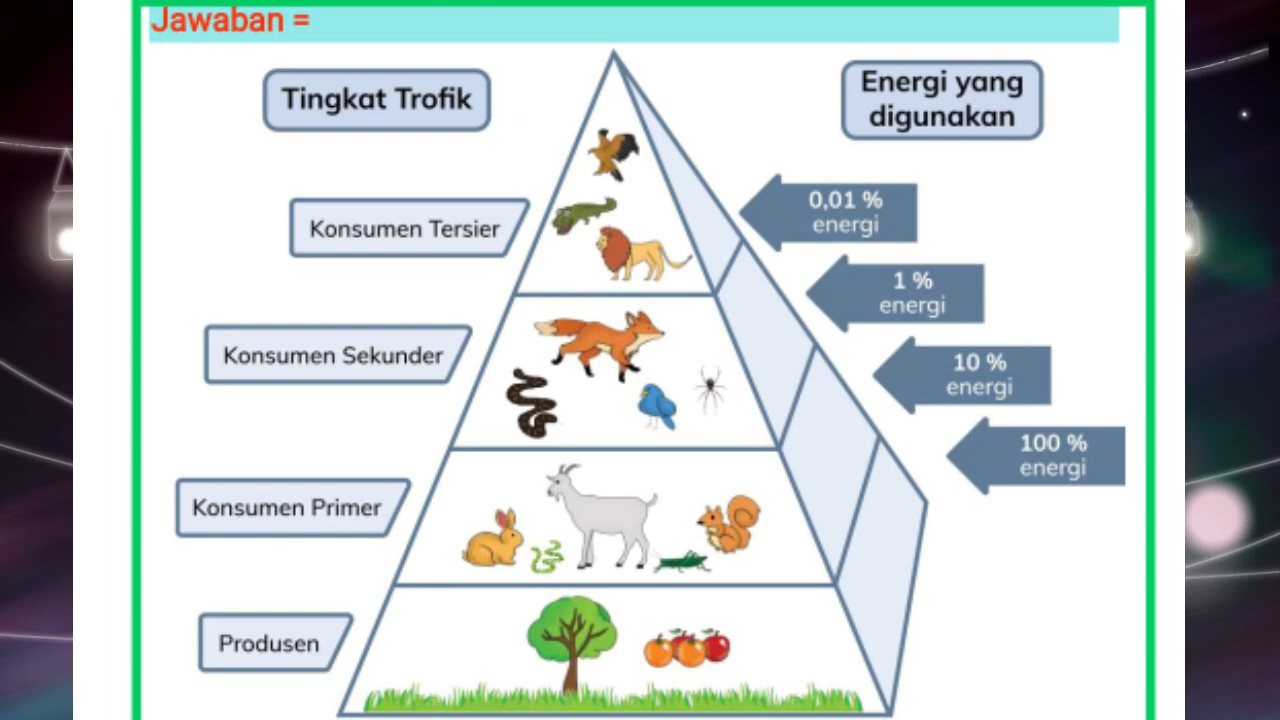 Jawaban =
Tingkat Trofik
Energi yang
digunakan
Konsumen Tersier
0,01 %
energi
1 %
energi
Konsumen Sekunder
10 %
energi
100 %
energi
Konsumen Primer
Produsen